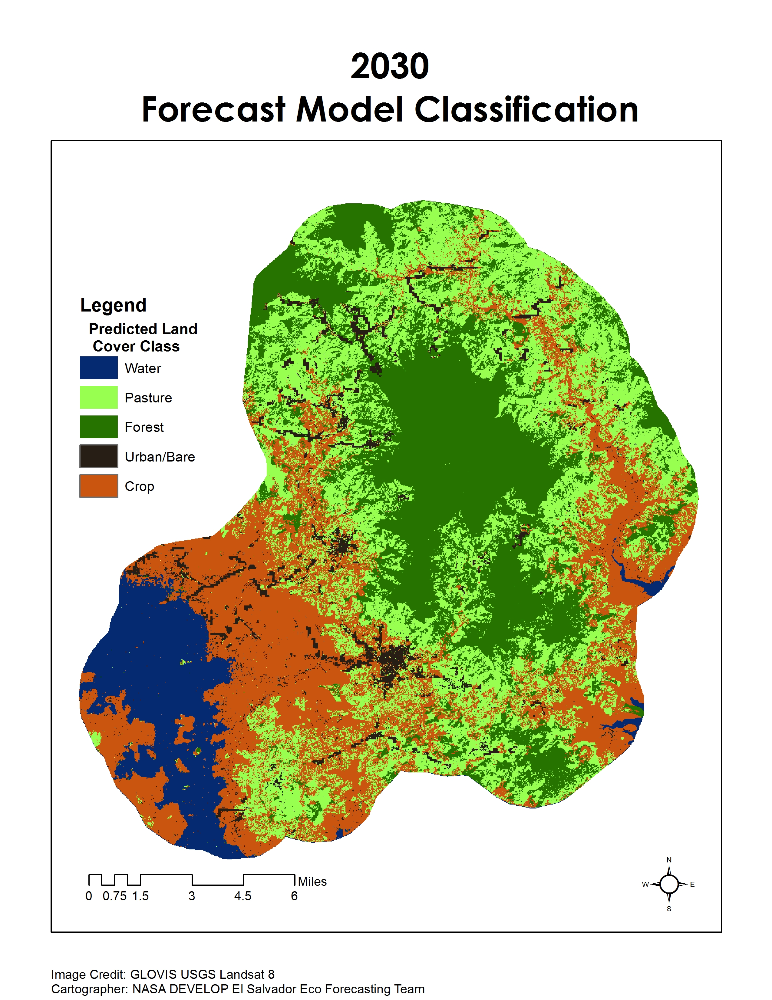 2030
Forecast Model Classification
Legend
Predicted Land
Cover Class
Water
Pasture
Forest
Urban/Bare
Crop
Miles
0 0.75 1.5 3 4.5 6
N
W E
S
Image Credit: GLOVIS USGS Landsat 8
Cartographer: NASA DEVELOP El Salvador Eco Forecasting Team